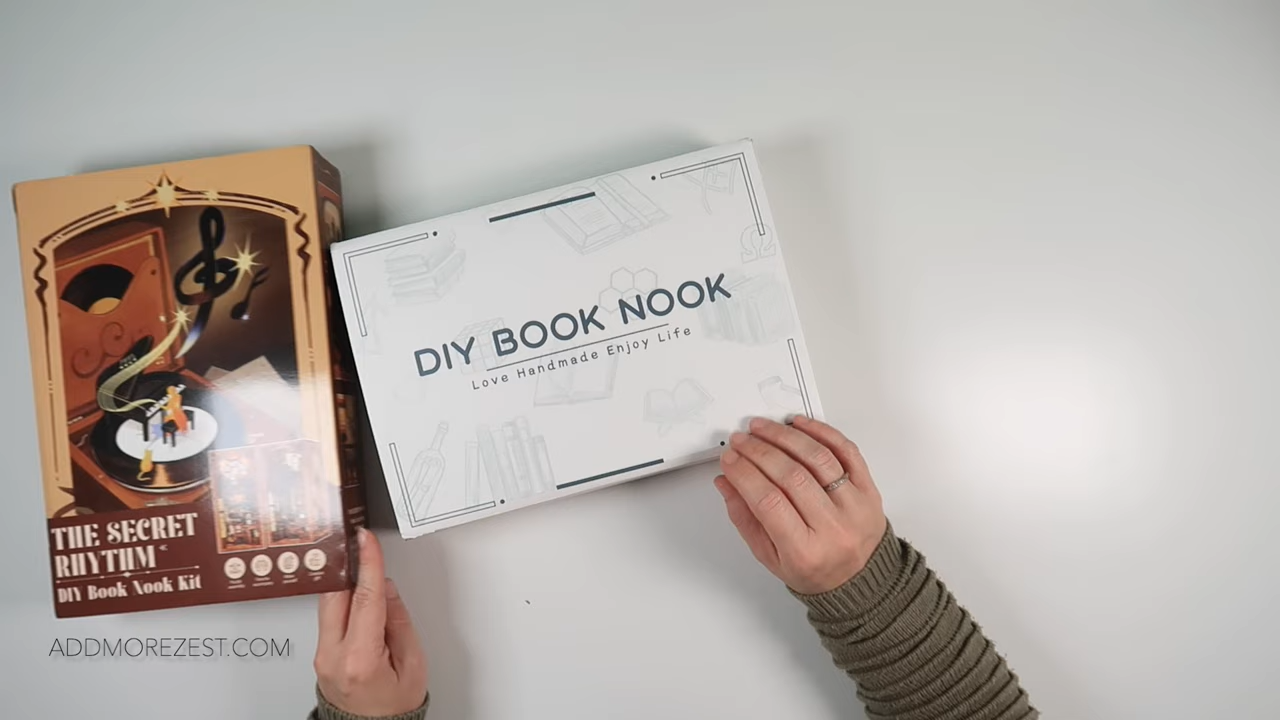 THE SECRET
RHYTHM
DIY Book Nook Kit
DIY BOOK NOOK
Love Handmade Enjoy Life
ADDMOREZEST.COM